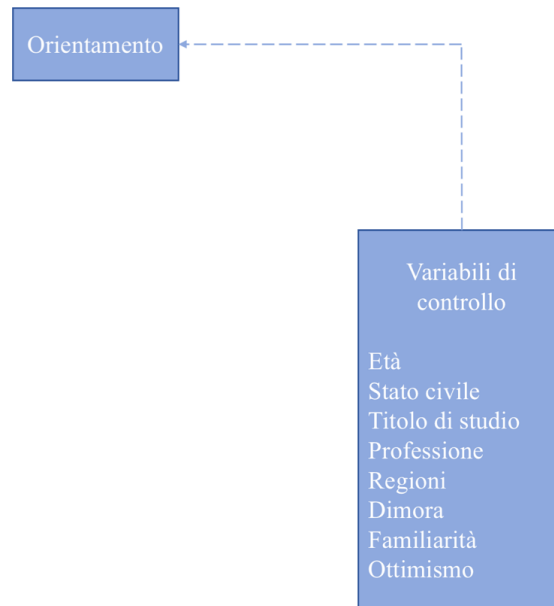 Orientamento
Variabili di
controllo
Età
Stato civile
Titolo di studio
Professione
Regioni
Dimora
Familiarità
Ottimismo